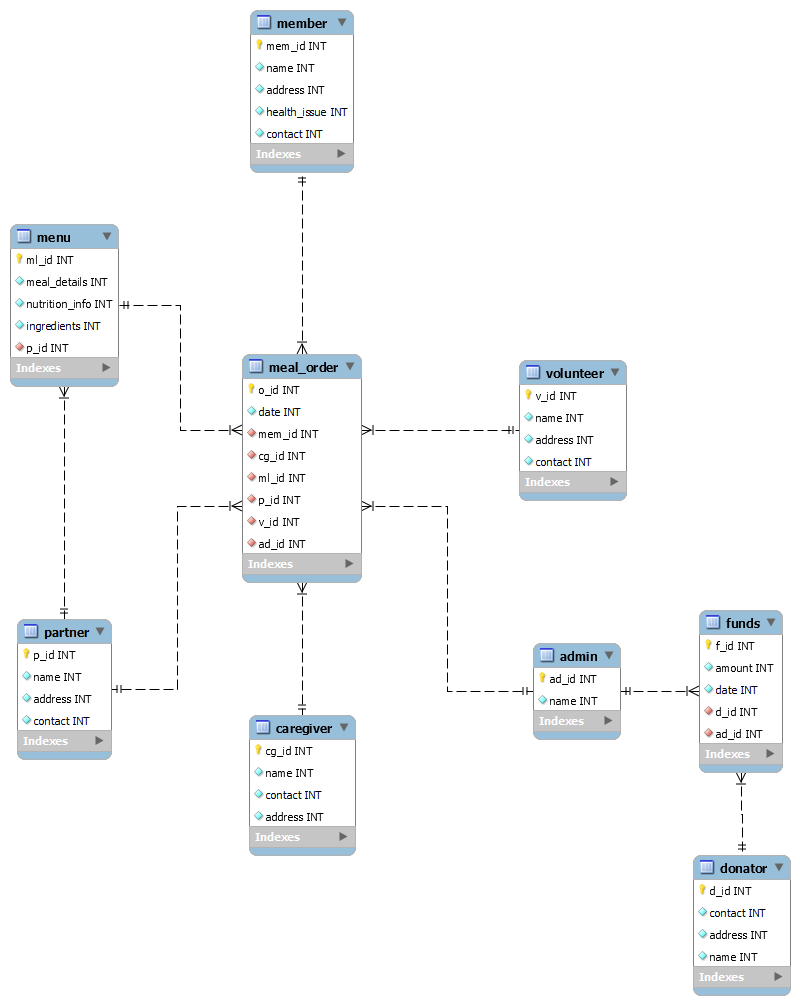 member
mem_id INT
name INT
address INT
health_issue INT
contact INT
Indexes
menu
ml_id INT
meal_details INT
nutrition_info INT
ingredients INT
p_id INT
Indexes
meal_order
o_id INT
date INT
mem_id INT
cg_id INT
ml_id INT
p_id INT
v_id INT
ad_id INT
Indexes
volunteer
v_id INT
name INT
address INT
contact INT
Indexes
partner
p_id INT
name INT
address INT
contact INT
Indexes
caregiver
cg_id INT
name INT
contact INT
address INT
Indexes
admin
ad_id INT
name INT
Indexes
funds
f_id INT
amount INT
date INT
d_id INT
ad_id INT
Indexes
donator
d_id INT
contact INT
address INT
name INT
Indexes